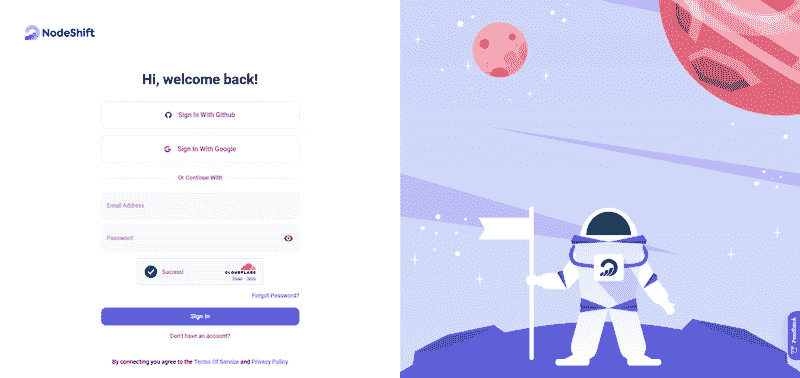 NodeShift
Hi, welcome back!
Sign In With Github
Sign In With Google
Or Continue With
Email Address
Password
Success!
CLOUDFLARE
Forgot Password?
Sign In
Don't have an account?
By connecting you agree to the Terms Of Service and Privacy Policy
Feedback